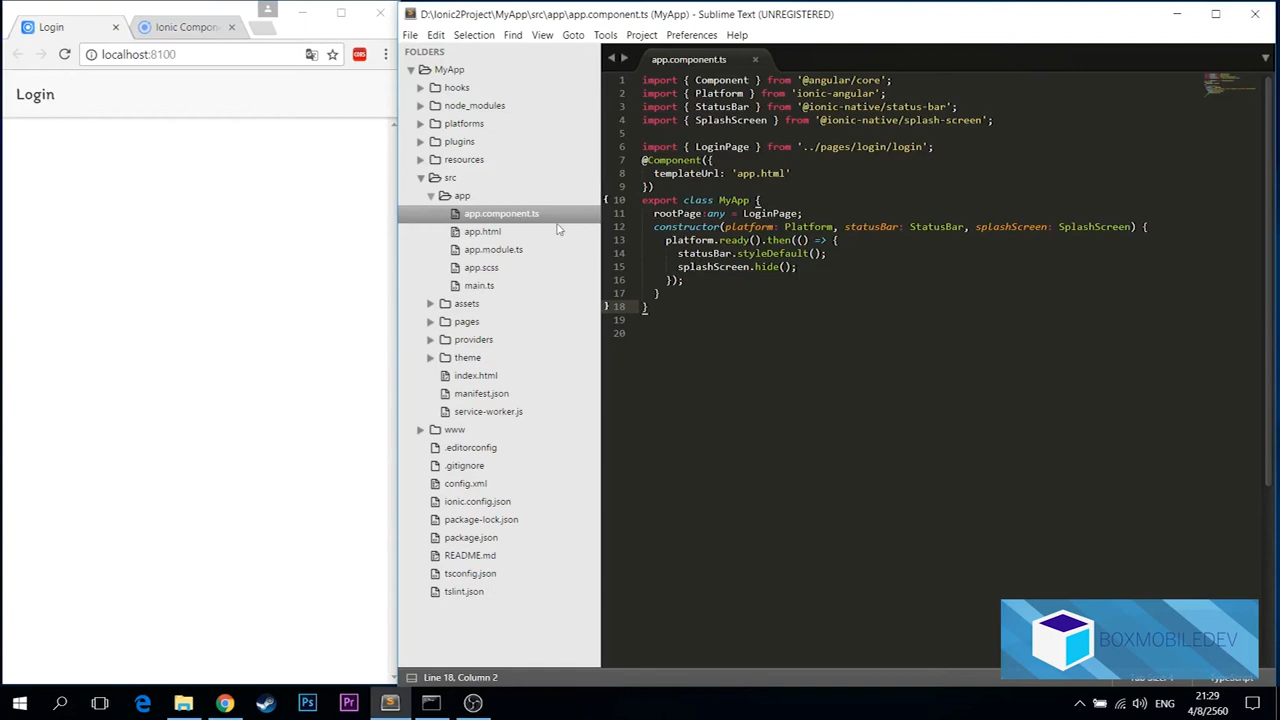 Login
Ionic Compon
localhost:8100
CORS
Login
D:\Ionic2Project\MyApp\src\app\app.component.ts (MyApp) - Sublime Text (UNREGISTERED)
File Edit Selection Find View Goto Tools Project Preferences Help
FOLDERS
MyApp
hooks
node_modules
platforms
plugins
resources
src
app
app.component.ts
app.html
app.module.ts
app.scss
main.ts
assets
pages
providers
theme
index.html
manifest.json
service-worker.js
www
.editorconfig
.gitignore
config.xml
ionic.config.json
package-lock.json
package.json
README.md
tsconfig.json
tslint.json
app.component.ts
1 import { Component } from '@angular/core';
2 import { Platform } from 'ionic-angular';
3 import { StatusBar } from '@ionic-native/status-bar';
4 import { SplashScreen } from '@ionic-native/splash-screen';
5
6 import { LoginPage } from '../pages/login/login';
7 @Component({
8 templateUrl: 'app.html'
9 })
10 export class MyApp {
11 rootPage:any = LoginPage;
12 constructor(platform: Platform, statusBar: StatusBar, splashScreen: SplashScreen) {
13 platform.ready().then(() => {
14 statusBar.styleDefault();
15 splashScreen.hide();
16 });
17 }
18 }
19
20
BOXMOBILEDEV
Line 18, Column 2
Ps
Pr
S
ENG
21:29
4/8/2560